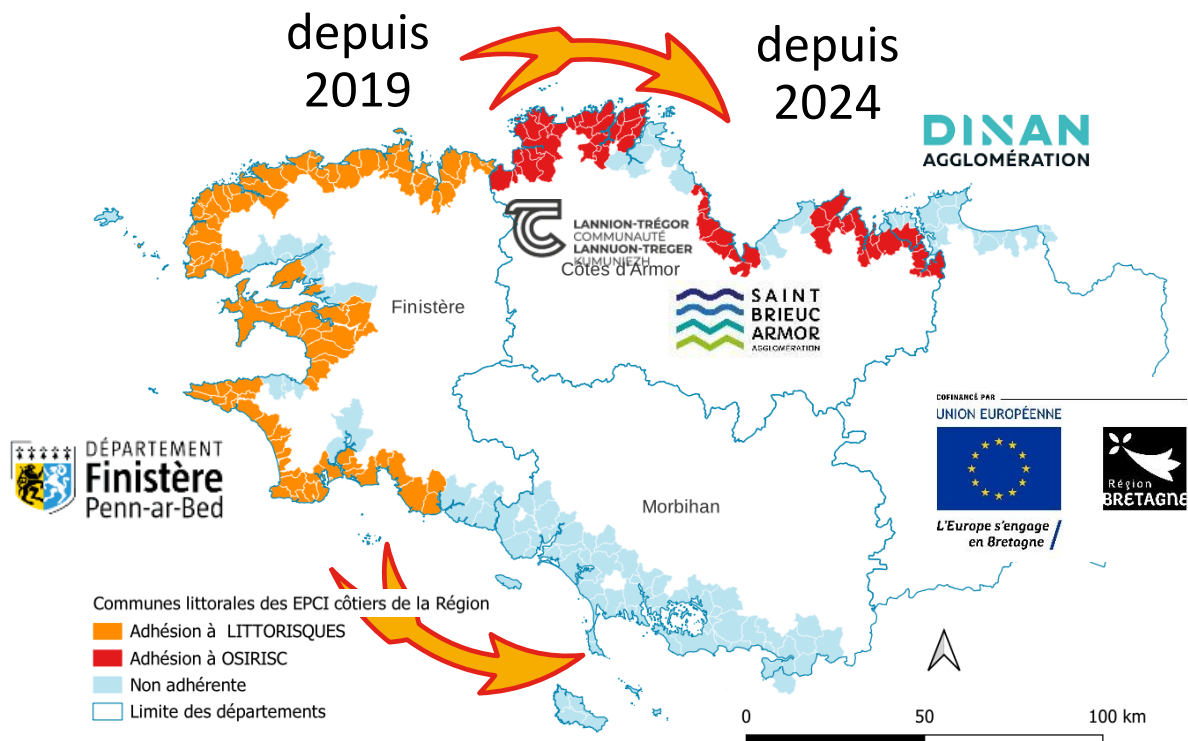 depuis
2019
depuis
2024
DINAN
AGGLOMÉRATION
LANNION-TRÉGOR
COMMUNAUTÉ
LANNUON-TREGER
KUMUNIEZH
Côtes d'Armor
Finistère
SAINT
BRIEUC
ARMOR
AGGLOMÉRATION
COFINANCÉ PAR
UNION EUROPÉENNE
DÉPARTEMENT
Finistère
Penn-ar-Bed
Région
BRETAGNE
Morbihan
L'Europe s'engage
en Bretagne
Communes littorales des EPCI côtiers de la Région
Adhésion à LITTORISQUES
Adhésion à OSIRISC
Non adhérente
Limite des départements
0 50 100 km